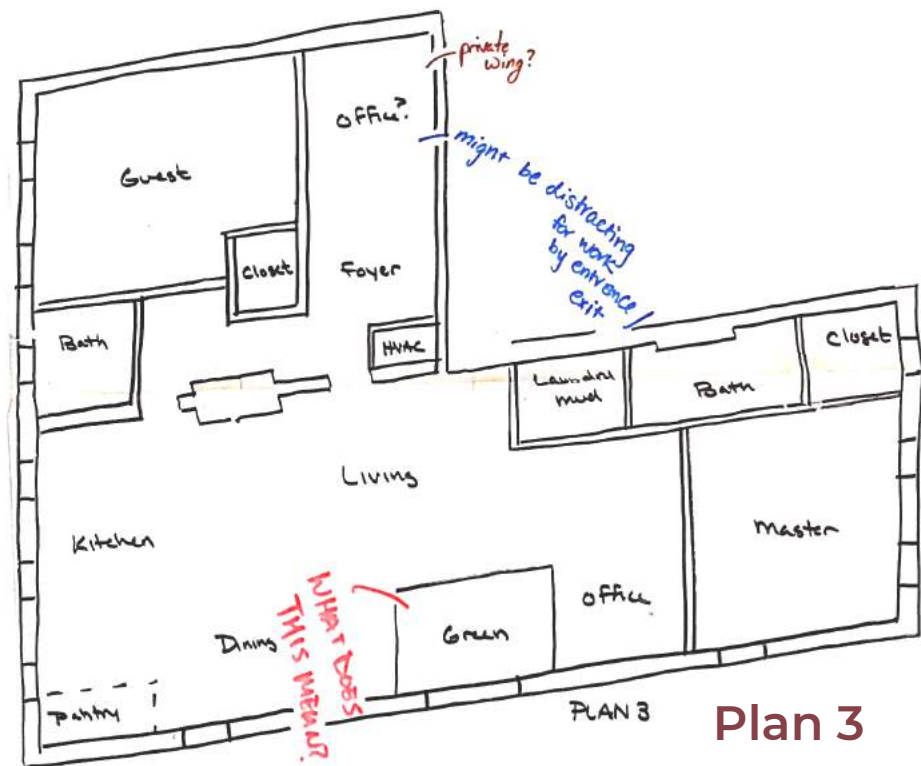 private
wing?
office?
might be distracting
for work
by entrance/
exit
Guest
Closet
Foyer
Bath
HVAC
Closet
Laundry
mud
Bath
Living
Kitchen
Master
WHAT DOES
THIS MEAN?
Office
Green
Dining
Pantry
PLAN 3
Plan 3